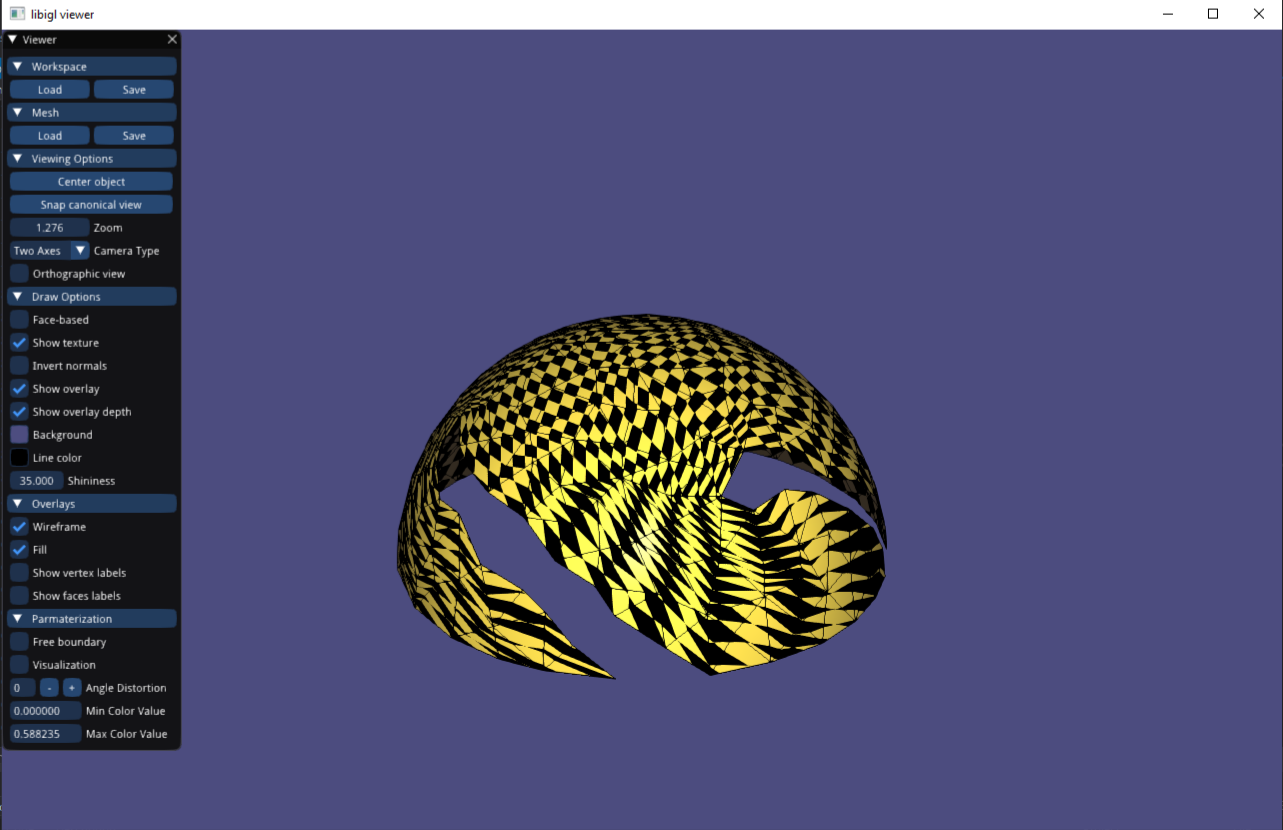 libigl viewer
Viewer
Workspace
Load Save
Mesh
Load Save
Viewing Options
Center object
Snap canonical view
1.276 Zoom
Two Axes Camera Type
Orthographic view
Draw Options
Face-based
Show texture
Invert normals
Show overlay
Show overlay depth
Background
Line color
35.000 Shininess
Overlays
Wireframe
Fill
Show vertex labels
Show faces labels
Parmaterization
Free boundary
Visualization
0 - + Angle Distortion
0.000000 Min Color Value
0.588235 Max Color Value